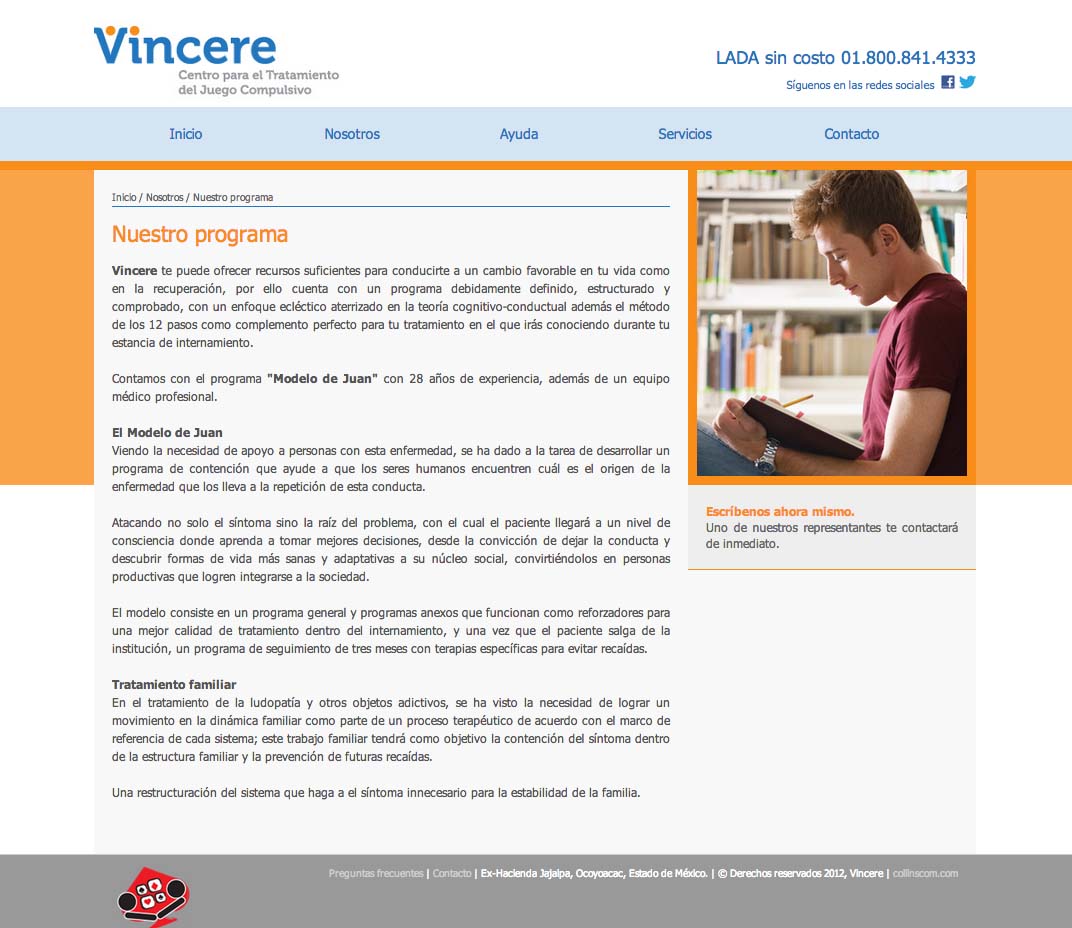 Vincere
Centro para el Tratamiento
del Juego Compulsivo
LADA sin costo 01.800.841.4333
Síguenos en las redes sociales
Inicio
Nosotros
Ayuda
Servicios
Contacto
Inicio / Nosotros / Nuestro programa
Nuestro programa
Vincere te puede ofrecer recursos suficientes para conducirte a un cambio favorable en tu vida como
en la recuperación, por ello cuenta con un programa debidamente definido, estructurado y
comprobado, con un enfoque ecléctico aterrizado en la teoría cognitivo-conductual además el método
de los 12 pasos como complemento perfecto para tu tratamiento en el que irás conociendo durante tu
estancia de internamiento.
Contamos con el programa "Modelo de Juan" con 28 años de experiencia, además de un equipo
médico profesional.
El Modelo de Juan
Viendo la necesidad de apoyo a personas con esta enfermedad, se ha dado a la tarea de desarrollar un
programa de contención que ayude a que los seres humanos encuentren cuál es el origen de la
enfermedad que los lleva a la repetición de esta conducta.
Atacando no solo el síntoma sino la raíz del problema, con el cual el paciente llegará a un nivel de
consciencia donde aprenda a tomar mejores decisiones, desde la convicción de dejar la conducta y
descubrir formas de vida más sanas y adaptativas a su núcleo social, convirtiéndolos en personas
productivas que logren integrarse a la sociedad.
El modelo consiste en un programa general y programas anexos que funcionan como reforzadores para
una mejor calidad de tratamiento dentro del internamiento, y una vez que el paciente salga de la
institución, un programa de seguimiento de tres meses con terapias específicas para evitar recaídas.
Tratamiento familiar
En el tratamiento de la ludopatía y otros objetos adictivos, se ha visto la necesidad de lograr un
movimiento en la dinámica familiar como parte de un proceso terapéutico de acuerdo con el marco de
referencia de cada sistema; este trabajo familiar tendrá como objetivo la contención del síntoma dentro
de la estructura familiar y la prevención de futuras recaídas.
Una restructuración del sistema que haga a el síntoma innecesario para la estabilidad de la familia.
Escríbenos ahora mismo.
Uno de nuestros representantes te contactará
de inmediato.
Preguntas frecuentes | Contacto | Ex-Hacienda Jajalpa, Ocoyoacac, Estado de México. | © Derechos reservados 2012, Vincere | collinscom.com